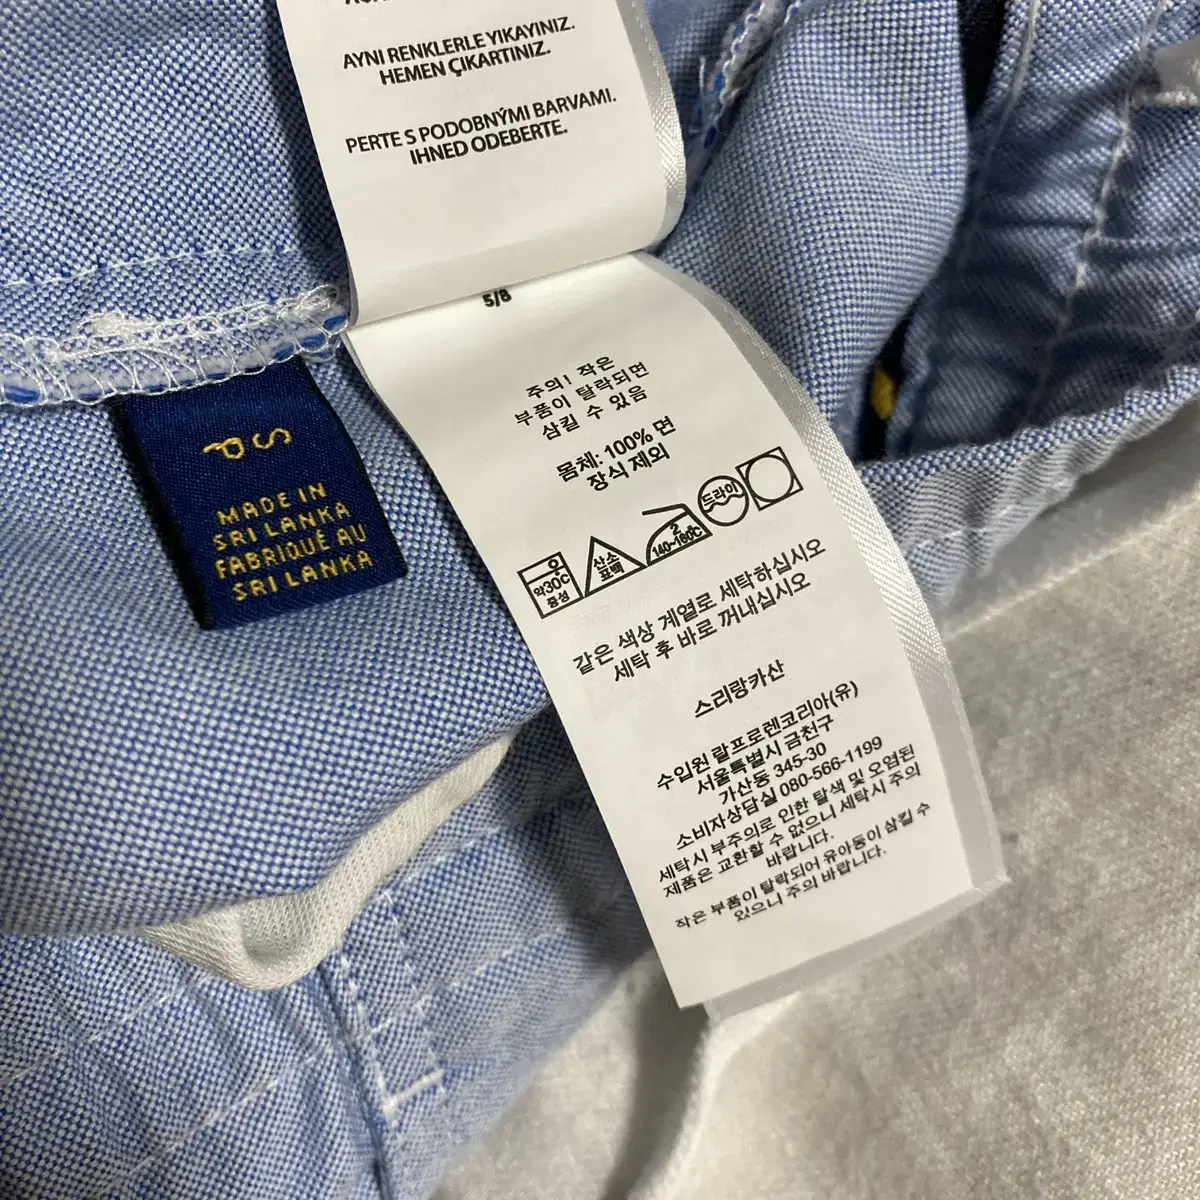 AYNI RENKLERLE YIKAYINIZ.
HEMEN ÇIKARTINIZ.
PERTE S PODOBNÝMI BARVAMI.
IHNED ODEBERTE.
5/8
S
P
MADE IN
SRI LANKA
FABRIQUÉ AU
SRI LANKA
주의! 작은
부품이 탈락되면
삼킬 수 있음
몸체: 100% 면
장식 제외
약30℃
중성
산소
표백
2
140~160℃
드라이
같은 색상 계열로 세탁하십시오
세탁 후 바로 꺼내십시오
스리랑카산
수입원 랄프로렌코리아(유)
서울특별시 금천구
가산동 345-30
소비자상담실 080-566-1199
세탁시 부주의로 인한 탈색 및 오염된
제품은 교환할 수 없으니 세탁시 주의
바랍니다.
작은 부품이 탈락되어 유아동이 삼킬 수
있으니 주의 바랍니다.